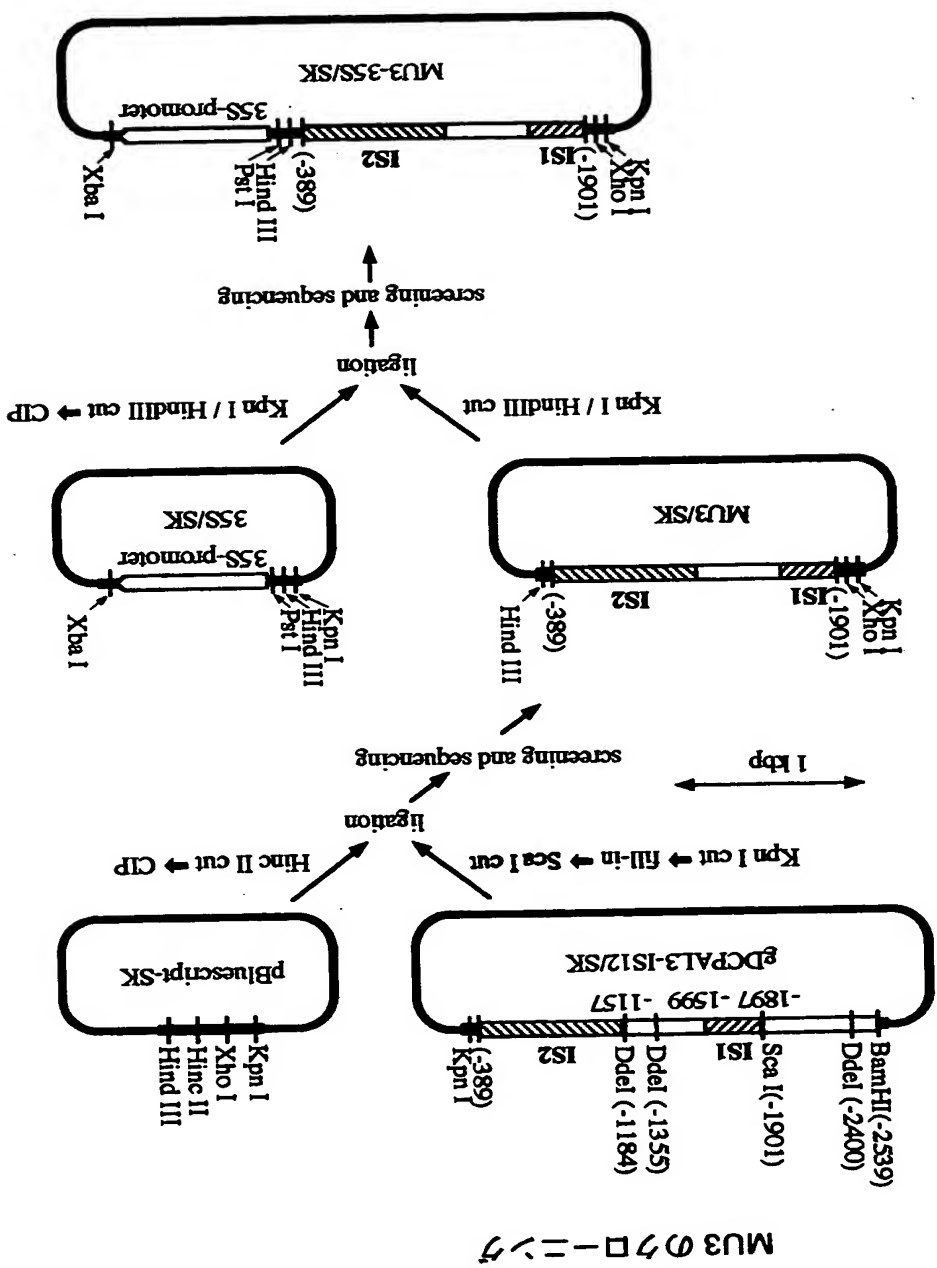 MU3 のクローニング
BamHI(-2539)
DdeI (-2400)
Sca I(-1901)
DdeI (-1355)
DdeI (-1184)
(-389)
Kpn I
IS1
IS2
-1897 -1599 -1157
gDCPAL3-IS12/SK
Kpn I
Xho I
Hinc II
Hind III
pBluescript-SK
Kpn I cut ➡ fill-in ➡ Sca I cut
Hinc II cut ➡ CIP
ligation
1 kbp
screening and sequencing
Kpn I
Xho I
(-1901)
IS1
IS2
(-389)
Hind III
MU3/SK
Kpn I
Hind III
Pst I
Xba I
35S-promoter
35S/SK
Kpn I / HindIII cut
Kpn I / HindIII cut ➡ CIP
ligation
screening and sequencing
Kpn I
Xho I
(-1901)
IS1
IS2
(-389)
Hind III
Pst I
Xba I
35S-promoter
MU3-35S/SK